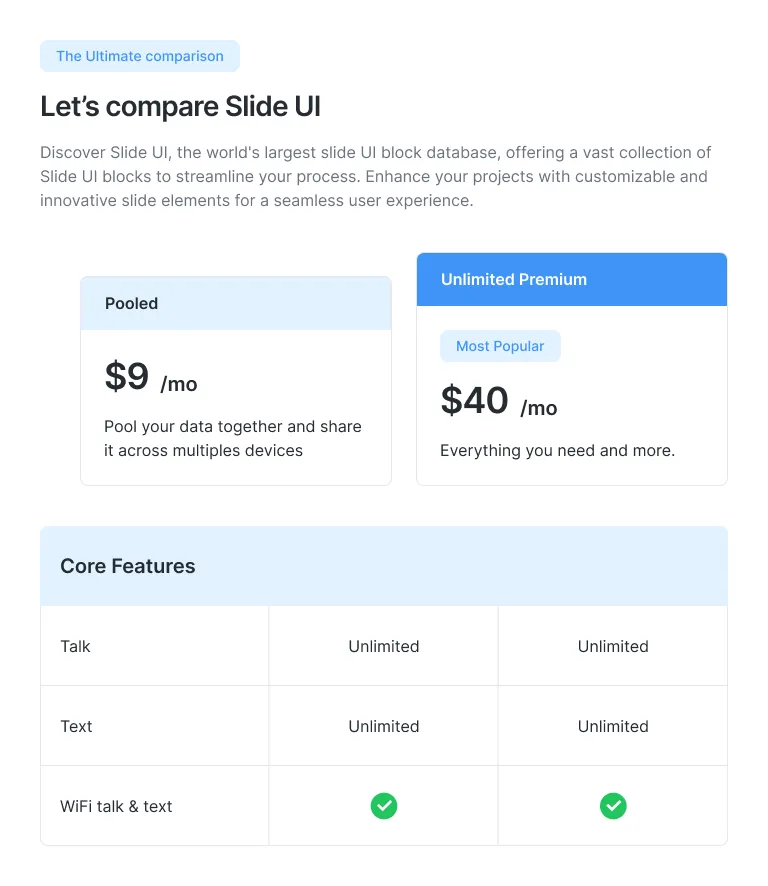 The Ultimate comparison
Let’s compare Slide UI
Discover Slide UI, the world's largest slide UI block database, offering a vast collection of
Slide UI blocks to streamline your process. Enhance your projects with customizable and
innovative slide elements for a seamless user experience.
Pooled
$9 /mo
Pool your data together and share
it across multiples devices
Unlimited Premium
Most Popular
$40 /mo
Everything you need and more.
Core Features
Talk Unlimited Unlimited
Text Unlimited Unlimited
WiFi talk & text